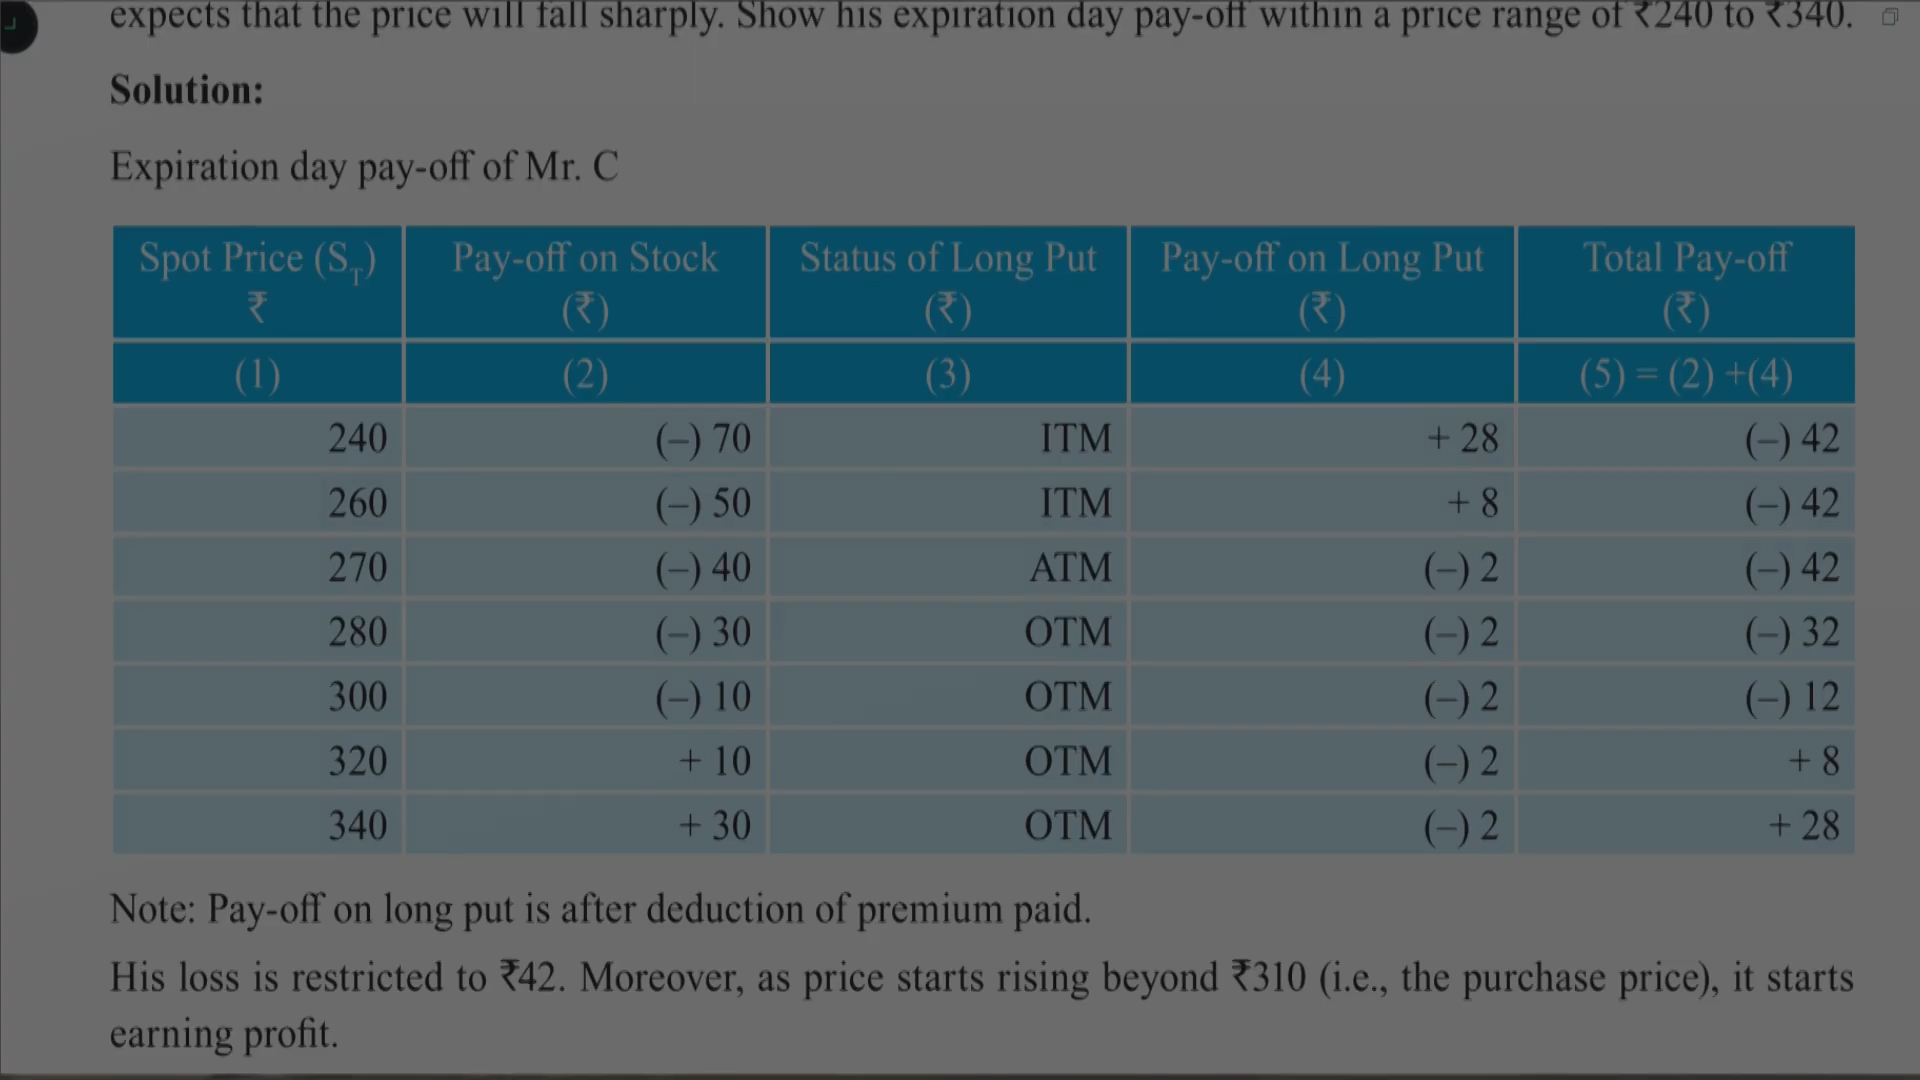 expects that the price will fall sharply. Show his expiration day pay-off within a price range of ₹240 to ₹340.
Solution:
Expiration day pay-off of Mr. C
Spot Price (S_T) ₹ | Pay-off on Stock (₹) | Status of Long Put (₹) | Pay-off on Long Put (₹) | Total Pay-off (₹)
(1) | (2) | (3) | (4) | (5) = (2) +(4)
240 | (–) 70 | ITM | + 28 | (–) 42
260 | (–) 50 | ITM | + 8 | (–) 42
270 | (–) 40 | ATM | (–) 2 | (–) 42
280 | (–) 30 | OTM | (–) 2 | (–) 32
300 | (–) 10 | OTM | (–) 2 | (–) 12
320 | + 10 | OTM | (–) 2 | + 8
340 | + 30 | OTM | (–) 2 | + 28
Note: Pay-off on long put is after deduction of premium paid.
His loss is restricted to ₹42. Moreover, as price starts rising beyond ₹310 (i.e., the purchase price), it starts
earning profit.